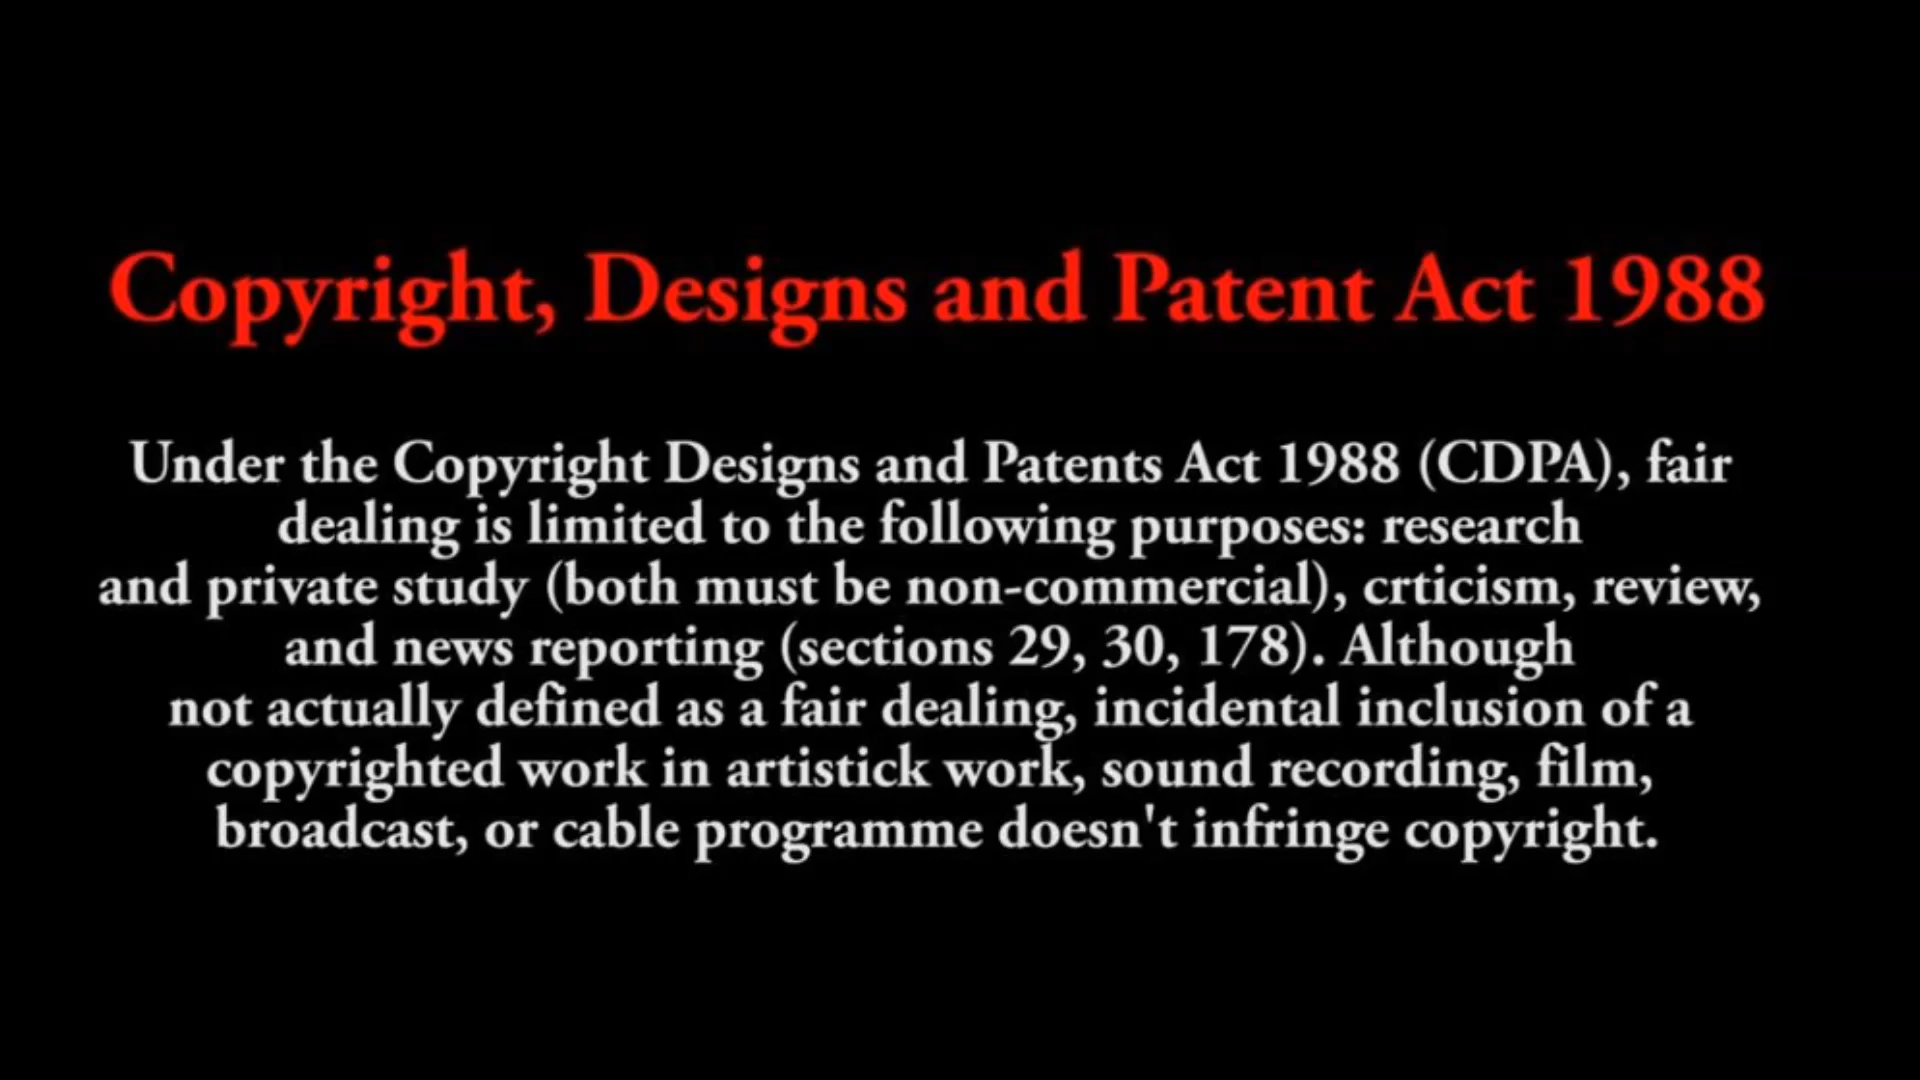 Copyright, Designs and Patent Act 1988
Under the Copyright Designs and Patents Act 1988 (CDPA), fair
dealing is limited to the following purposes: research
and private study (both must be non-commercial), crticism, review,
and news reporting (sections 29, 30, 178). Although
not actually defined as a fair dealing, incidental inclusion of a
copyrighted work in artistick work, sound recording, film,
broadcast, or cable programme doesn't infringe copyright.